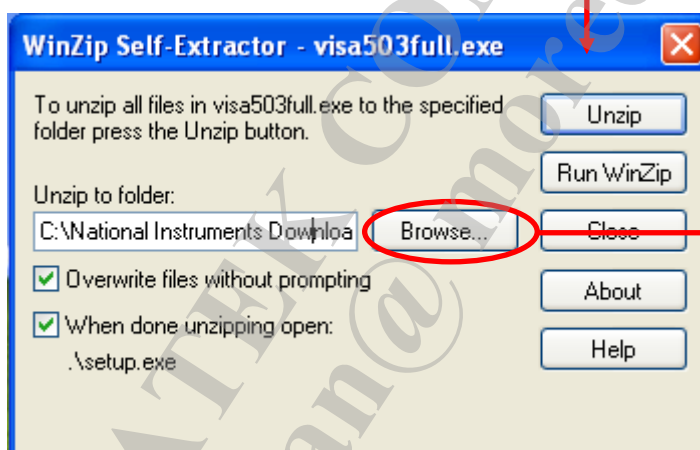 WinZip Self-Extractor - visa503full.exe
To unzip all files in visa503full.exe to the specified
folder press the Unzip button.
Unzip to folder:
C:\National Instruments Downloa
Browse...
Overwrite files without prompting
When done unzipping open:
.\setup.exe
Unzip
Run WinZip
Close
About
Help